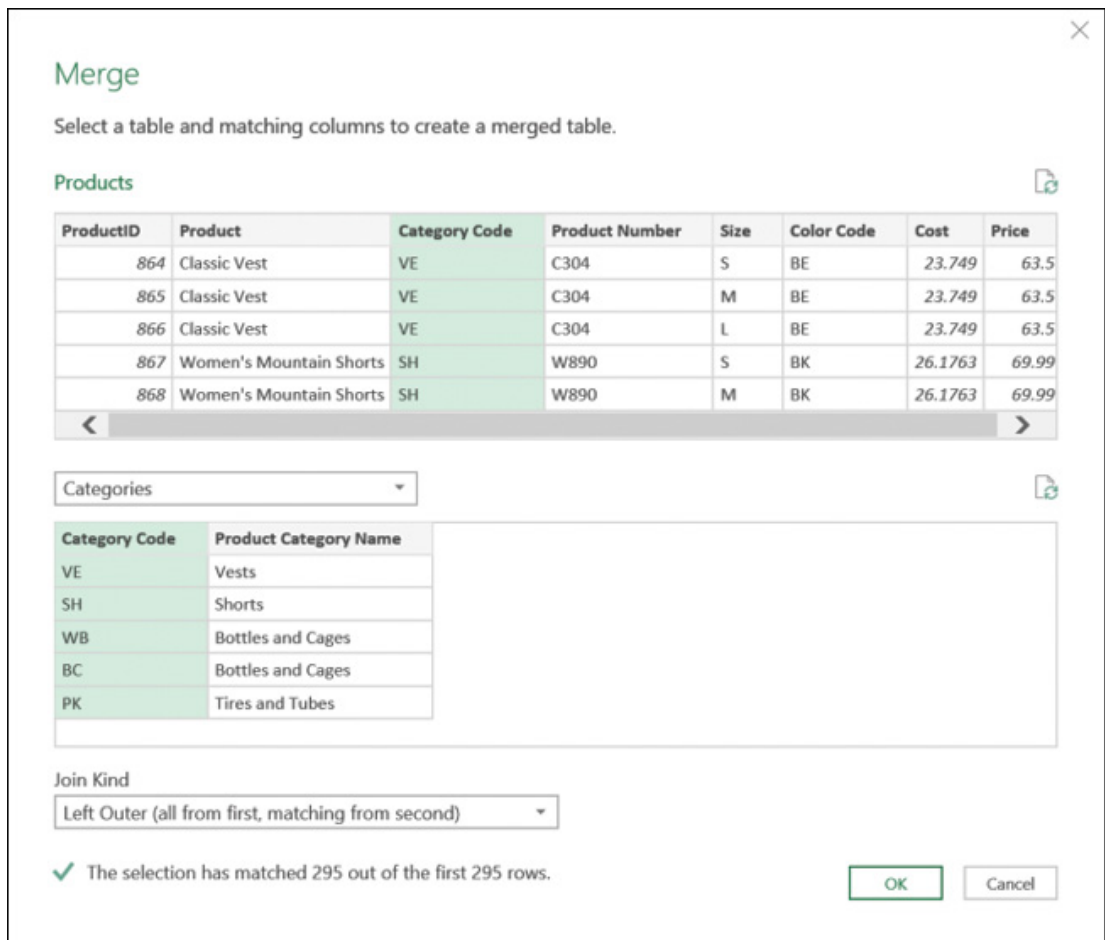 Merge
Select a table and matching columns to create a merged table.
Products
ProductID Product Category Code Product Number Size Color Code Cost Price
864 Classic Vest VE C304 S BE 23.749 63.5
865 Classic Vest VE C304 M BE 23.749 63.5
866 Classic Vest VE C304 L BE 23.749 63.5
867 Women's Mountain Shorts SH W890 S BK 26.1763 69.99
868 Women's Mountain Shorts SH W890 M BK 26.1763 69.99
Categories
Category Code Product Category Name
VE Vests
SH Shorts
WB Bottles and Cages
BC Bottles and Cages
PK Tires and Tubes
Join Kind
Left Outer (all from first, matching from second)
The selection has matched 295 out of the first 295 rows.
OK Cancel